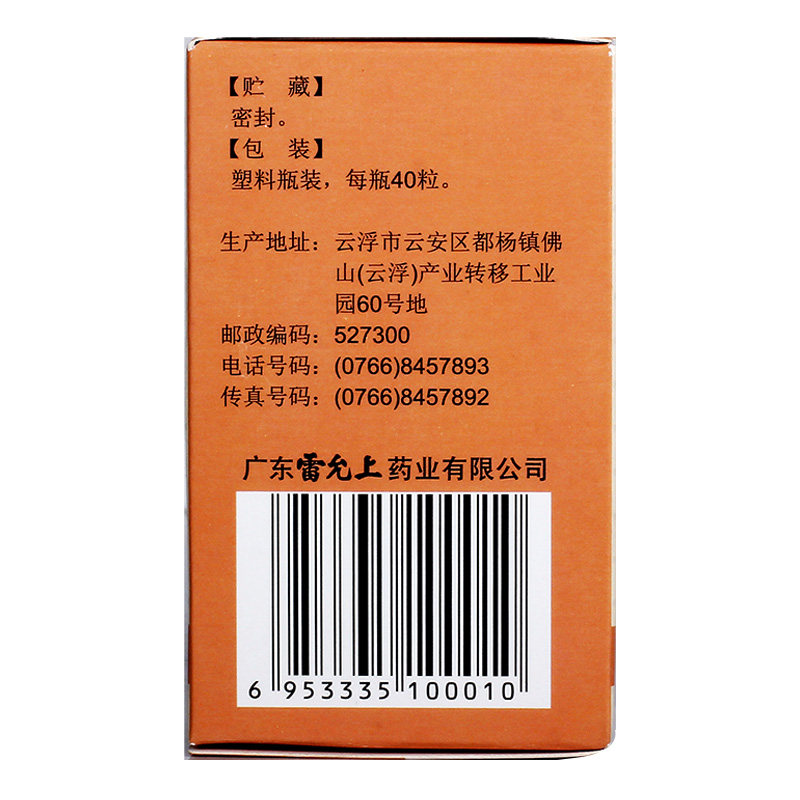 【贮　藏】
密封。
【包　装】
塑料瓶装，每瓶40粒。
生产地址：云浮市云安区都杨镇佛
山(云浮)产业转移工业
园60号地
邮政编码：527300
电话号码：(0766)8457893
传真号码：(0766)8457892
广东雷允上药业有限公司
6 953335 100010